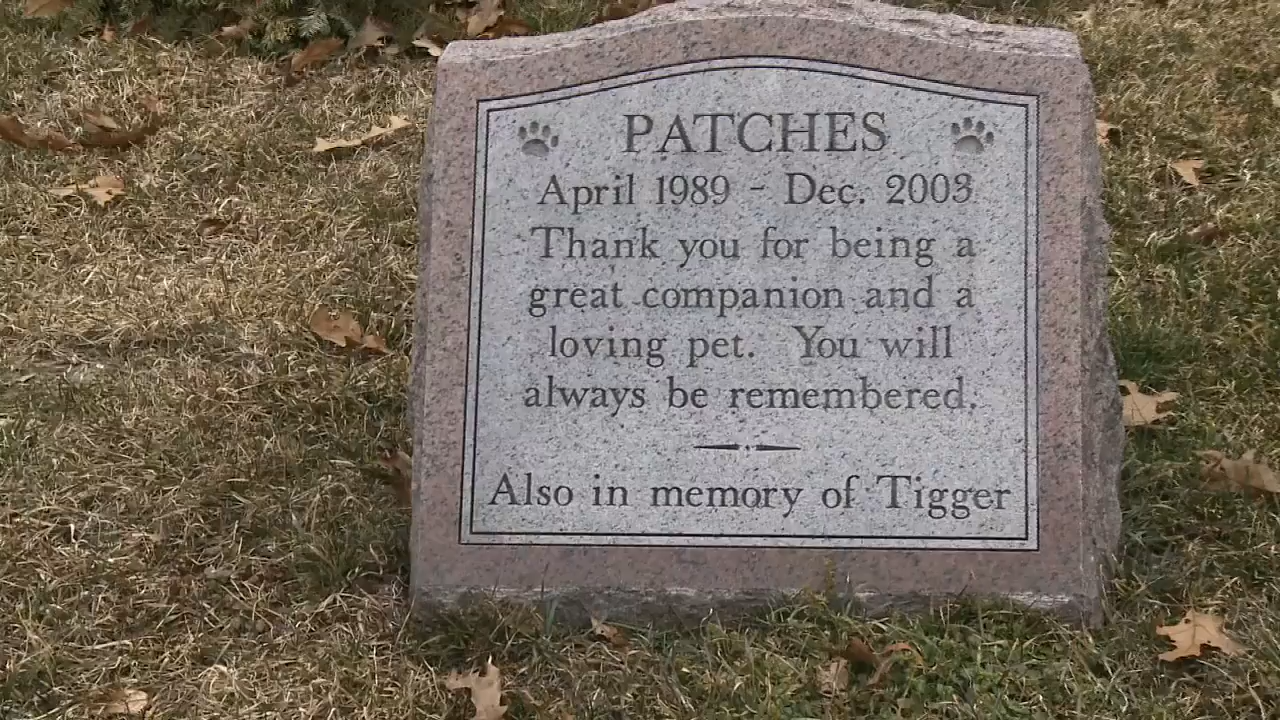 PATCHES
April 1989 - Dec. 2003
Thank you for being a
great companion and a
loving pet. You will
always be remembered.
Also in memory of Tigger